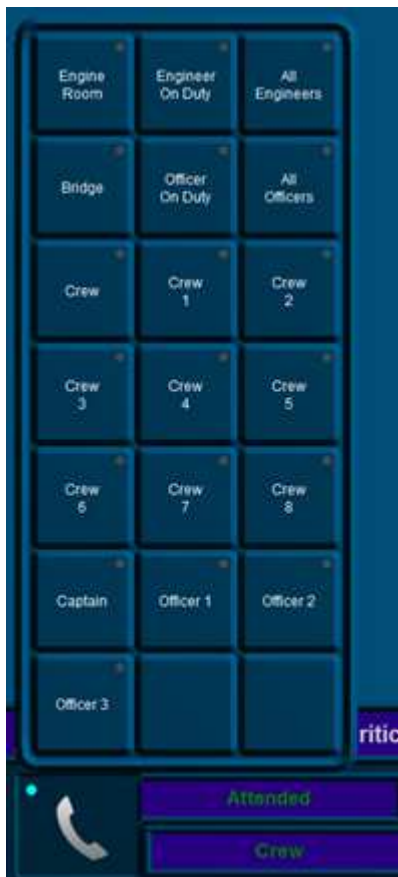 Engine
Room
Engineer
On Duty
All
Engineers
Bridge
Officer
On Duty
All
Officers
Crew
Crew
1
Crew
2
Crew
3
Crew
4
Crew
5
Crew
6
Crew
7
Crew
8
Captain
Officer 1
Officer 2
Officer 3
ritic
Attended
Crew